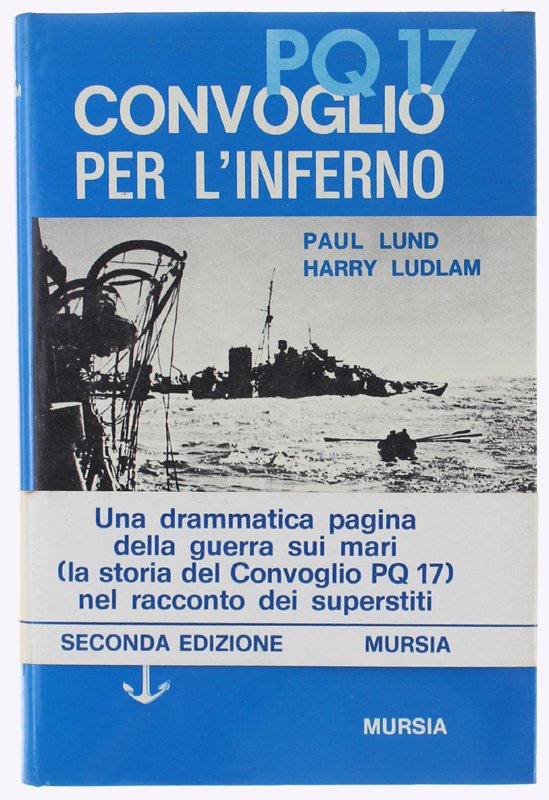 PQ 17
CONVOGLIO
PER L'INFERNO
PAUL LUND
HARRY LUDLAM
Una drammatica pagina
della guerra sui mari
(la storia del Convoglio PQ 17)
nel racconto dei superstiti
SECONDA EDIZIONE MURSIA
MURSIA